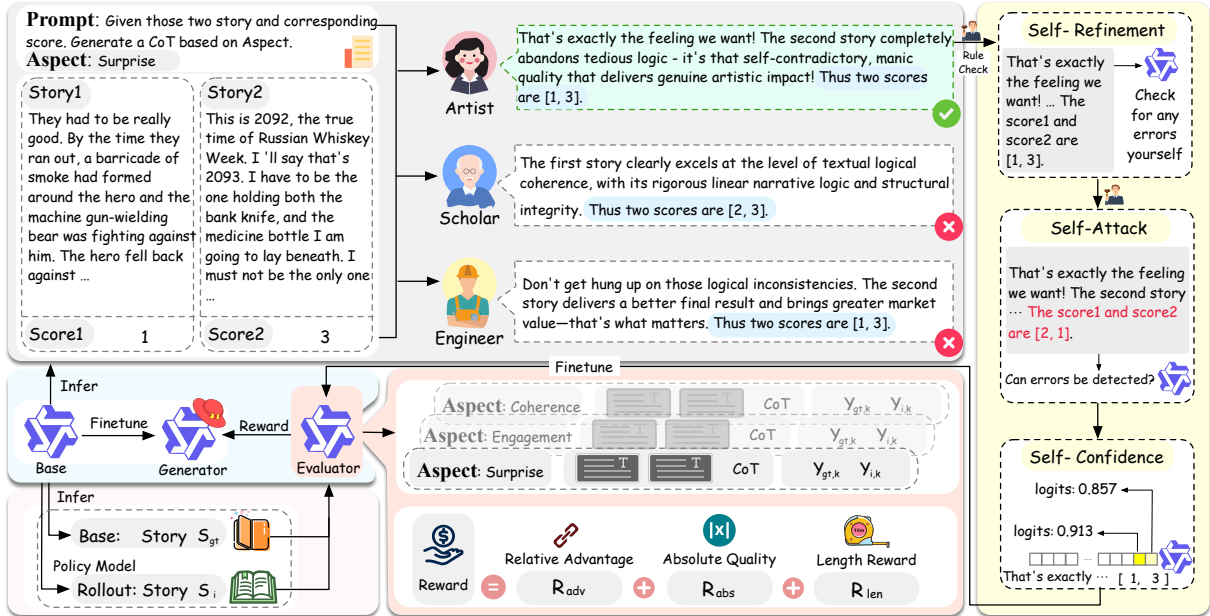 Prompt: Given those two story and corresponding
score. Generate a CoT based on Aspect.
Aspect: Surprise
Story1
They had to be really
good. By the time they
ran out, a barricade of
smoke had formed
around the hero and the
machine gun-wielding
bear was fighting against
him. The hero fell back
against ...
Score1 1
Story2
This is 2092, the true
time of Russian Whiskey
Week. I 'll say that's
2093. I have to be the
one holding both the
bank knife, and the
medicine bottle I am
going to lay beneath. I
must not be the only one
...
Score2 3
Artist
That's exactly the feeling we want! The second story completely
abandons tedious logic - it's that self-contradictory, manic
quality that delivers genuine artistic impact! Thus two scores
are [1, 3].
Scholar
The first story clearly excels at the level of textual logical
coherence, with its rigorous linear narrative logic and structural
integrity. Thus two scores are [2, 3].
Engineer
Don't get hung up on those logical inconsistencies. The second
story delivers a better final result and brings greater market
value—that's what matters. Thus two scores are [1, 3].
Rule
Check
Self- Refinement
That's exactly
the feeling we
want! ... The
score1 and
score2 are
[1, 3].
Check
for any
errors
yourself
Self-Attack
That's exactly the feeling
we want! The second story
... The score1 and score2
are [2, 1].
Can errors be detected?
Self- Confidence
logits: 0.857
logits: 0.913
...
That's exactly ... [ 1, 3 ]
Finetune
Infer
Base
Finetune
Generator
Reward
Evaluator
Infer
Base: Story Sgt
Policy Model
Rollout: Story Si
Aspect: Coherence T T CoT Ygt,k Yi,k
Aspect: Engagement T T CoT Ygt,k Yi,k
Aspect: Surprise T T CoT Ygt,k Yi,k
Reward
=
Relative Advantage
Radv
+
|x|
Absolute Quality
Rabs
+
10m
Length Reward
Rlen